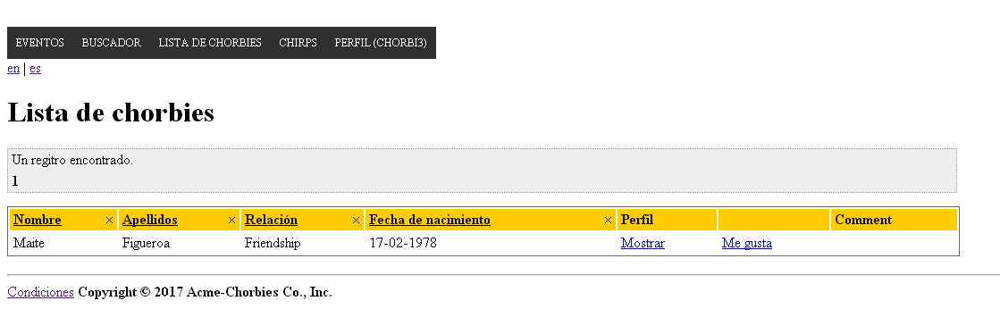 EVENTOS BUSCADOR LISTA DE CHORBIES CHIRPS PERFIL (CHORBI3)
en | es
Lista de chorbies
Un regitro encontrado.
1
Nombre Apellidos Relación Fecha de nacimiento Perfil Comment
Maite Figueroa Friendship 17-02-1978 Mostrar Me gusta
Condiciones Copyright © 2017 Acme-Chorbies Co., Inc.